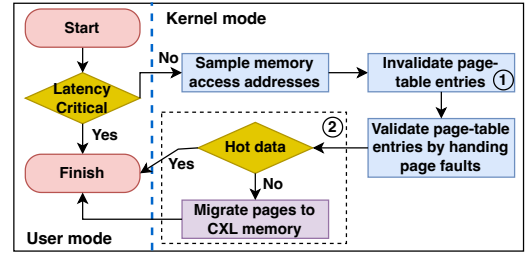 Start
Kernel mode
Latency
Critical
No
Sample memory
access addresses
Invalidate page-
table entries
1
Yes
2
Validate page-table
entries by handing
page faults
Hot data
Yes
Finish
No
Migrate pages to
CXL memory
User mode